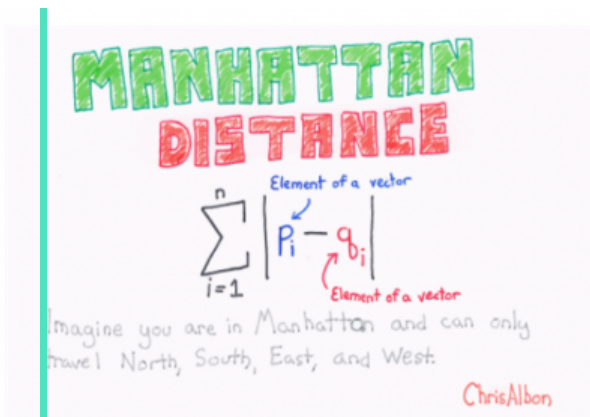 MANHATTAN
DISTANCE
Element of a vector
n
∑ | pi − qi |
i=1
Element of a vector
Imagine you are in Manhattan and can only
travel North, South, East, and West.
ChrisAlbon